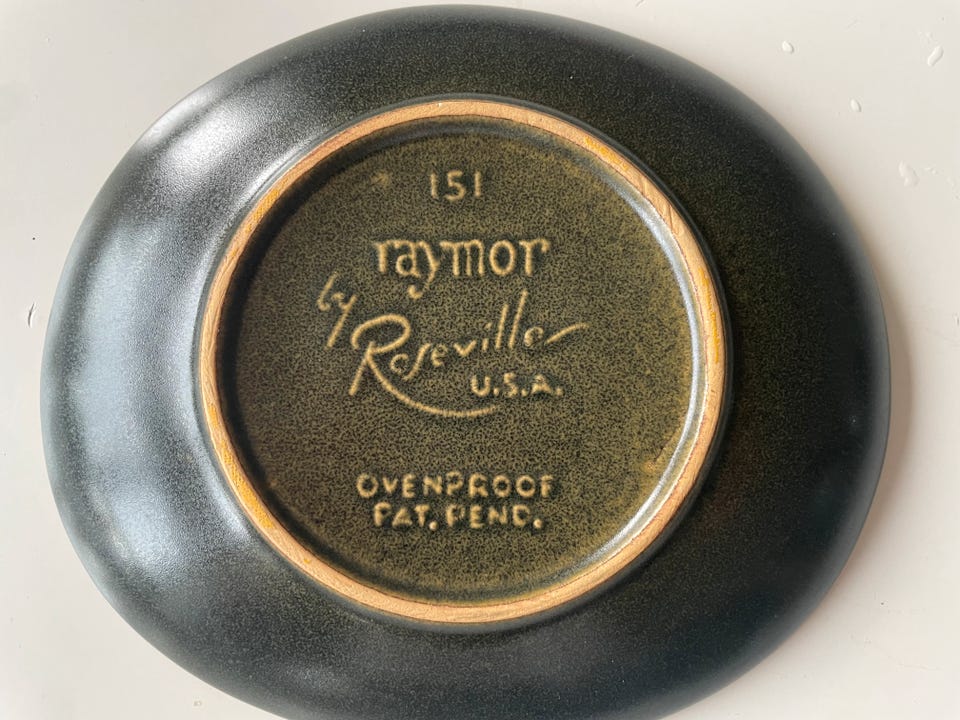 151
raymor
by Roseville
U.S.A.
OVENPROOF
PAT. PEND.